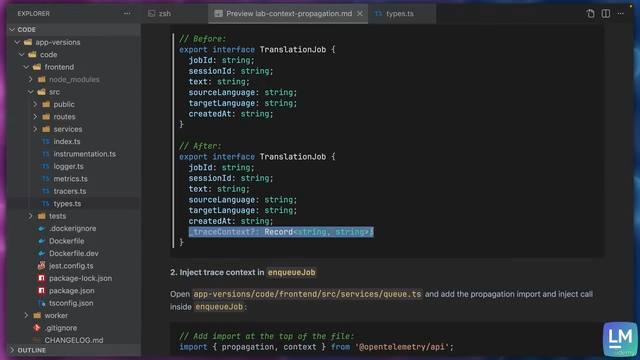 EXPLORER
zsh
Preview lab-context-propagation.md
types.ts
CODE
app-versions
code
frontend
node_modules
src
public
routes
services
index.ts
instrumentation.ts
logger.ts
metrics.ts
tracers.ts
types.ts
tests
.dockerignore
Dockerfile
Dockerfile.dev
jest.config.ts
package-lock.json
package.json
tsconfig.json
worker
.gitignore
CHANGELOG.md
OUTLINE
// Before:
export interface TranslationJob {
jobId: string;
sessionId: string;
text: string;
sourceLanguage: string;
targetLanguage: string;
createdAt: string;
}
// After:
export interface TranslationJob {
jobId: string;
sessionId: string;
text: string;
sourceLanguage: string;
targetLanguage: string;
createdAt: string;
_traceContext?: Record<string, string>;
}
2. Inject trace context in enqueueJob
Open app-versions/code/frontend/src/services/queue.ts and add the propagation import and inject call
inside enqueueJob:
// Add import at the top of the file:
import { propagation, context } from '@opentelemetry/api';
LM